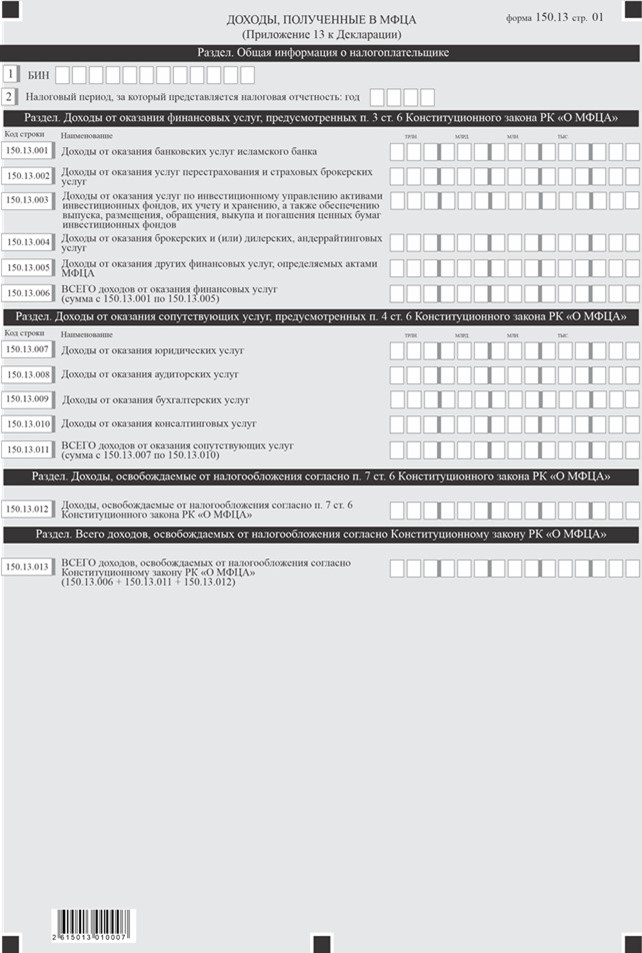 ДОХОДЫ, ПОЛУЧЕННЫЕ В МФЦА
форма 150.13 стр. 01
(Приложение 13 к Декларации)
Раздел. Общая информация о налогоплательщике
1 БИН
2 Налоговый период, за который представляется налоговая отчетность: год
Раздел. Доходы от оказания финансовых услуг, предусмотренных п. 3 ст. 6 Конституционного закона РК «О МФЦА»
Код строки Наименование ТРЛН МЛРД МЛН. ТЫС.
150.13.001 Доходы от оказания банковских услуг исламского банка
150.13.002 Доходы от оказания услуг перестрахования и страховых брокерских
услуг
150.13.003 Доходы от оказания услуг по инвестиционному управлению активами
инвестиционных фондов, их учету и хранению, а также обеспечению
выпуска, размещения, обращения, выкупа и погашения ценных бумаг
инвестиционных фондов
150.13.004 Доходы от оказания брокерских и (или) дилерских, андеррайтинговых
услуг
150.13.005 Доходы от оказания других финансовых услуг, определяемых актами
МФЦА
150.13.006 ВСЕГО доходов от оказания финансовых услуг
(сумма с 150.13.001 по 150.13.005)
Раздел. Доходы от оказания сопутствующих услуг, предусмотренных п. 4 ст. 6 Конституционного закона РК «О МФЦА»
Код строки Наименование ТРЛН МЛРД МЛН. ТЫС.
150.13.007 Доходы от оказания юридических услуг
150.13.008 Доходы от оказания аудиторских услуг
150.13.009 Доходы от оказания бухгалтерских услуг
150.13.010 Доходы от оказания консалтинговых услуг
150.13.011 ВСЕГО доходов от оказания сопутствующих услуг
(сумма с 150.13.007 по 150.13.010)
Раздел. Доходы, освобождаемые от налогообложения согласно п. 7 ст. 6 Конституционного закона РК «О МФЦА»
150.13.012 Доходы, освобождаемые от налогообложения согласно п. 7 ст. 6
Конституционного закона РК «О МФЦА»
Раздел. Всего доходов, освобождаемых от налогообложения согласно Конституционному закону РК «О МФЦА»
150.13.013 ВСЕГО доходов, освобождаемых от налогообложения согласно
Конституционному закону РК «О МФЦА»
(150.13.006 + 150.13.011 + 150.13.012)
2615013010007